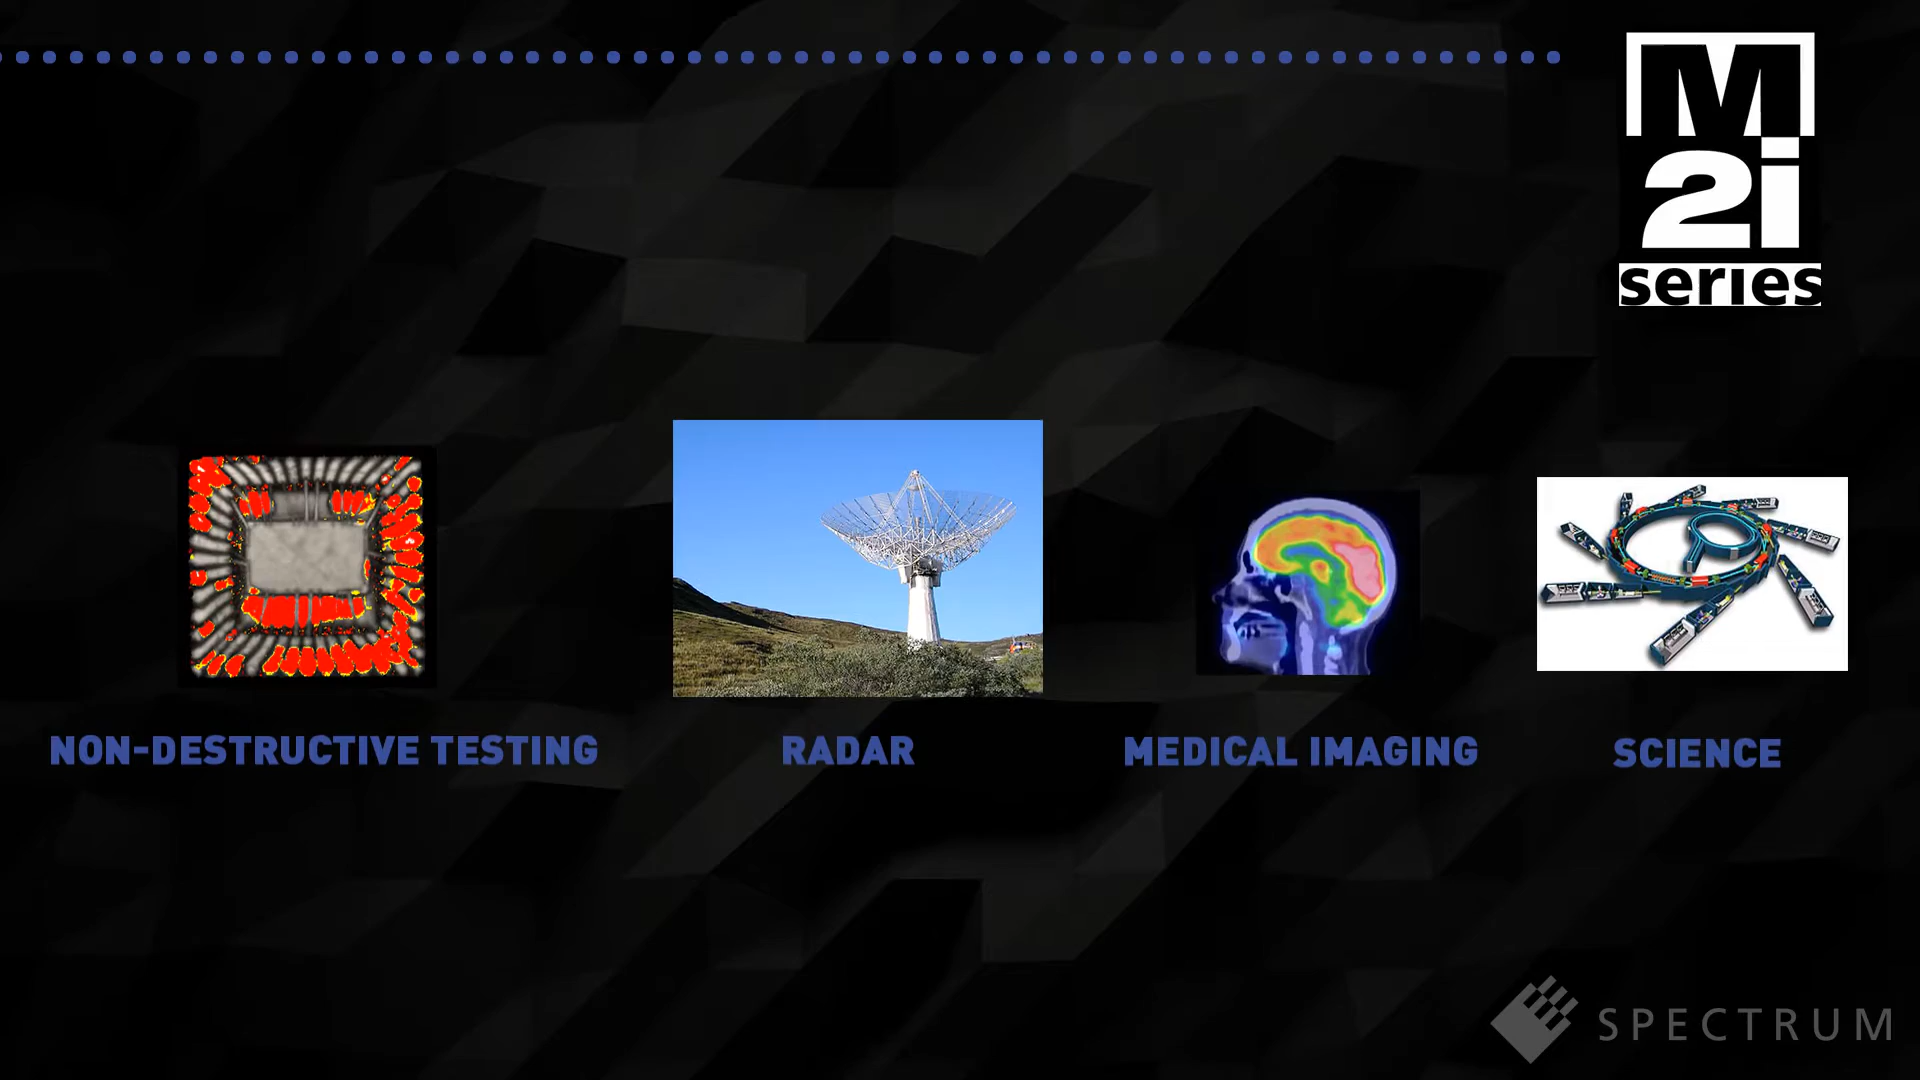 M
2i
series
NON-DESTRUCTIVE TESTING
RADAR
MEDICAL IMAGING
SCIENCE
SPECTRUM